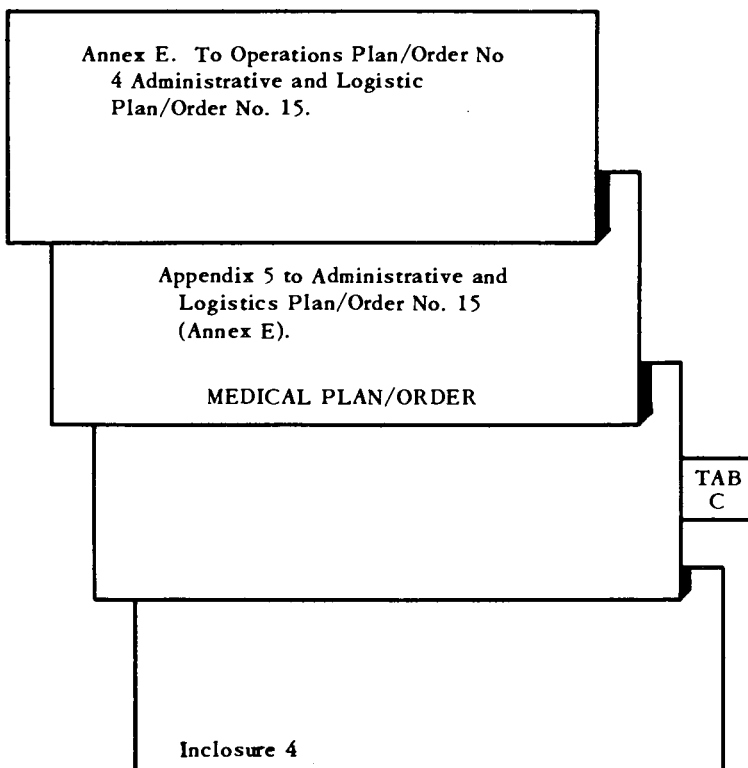 Annex E. To Operations Plan/Order No
4 Administrative and Logistic
Plan/Order No. 15.
Appendix 5 to Administrative and
Logistics Plan/Order No. 15
(Annex E).
MEDICAL PLAN/ORDER
TAB
C
Inclosure 4